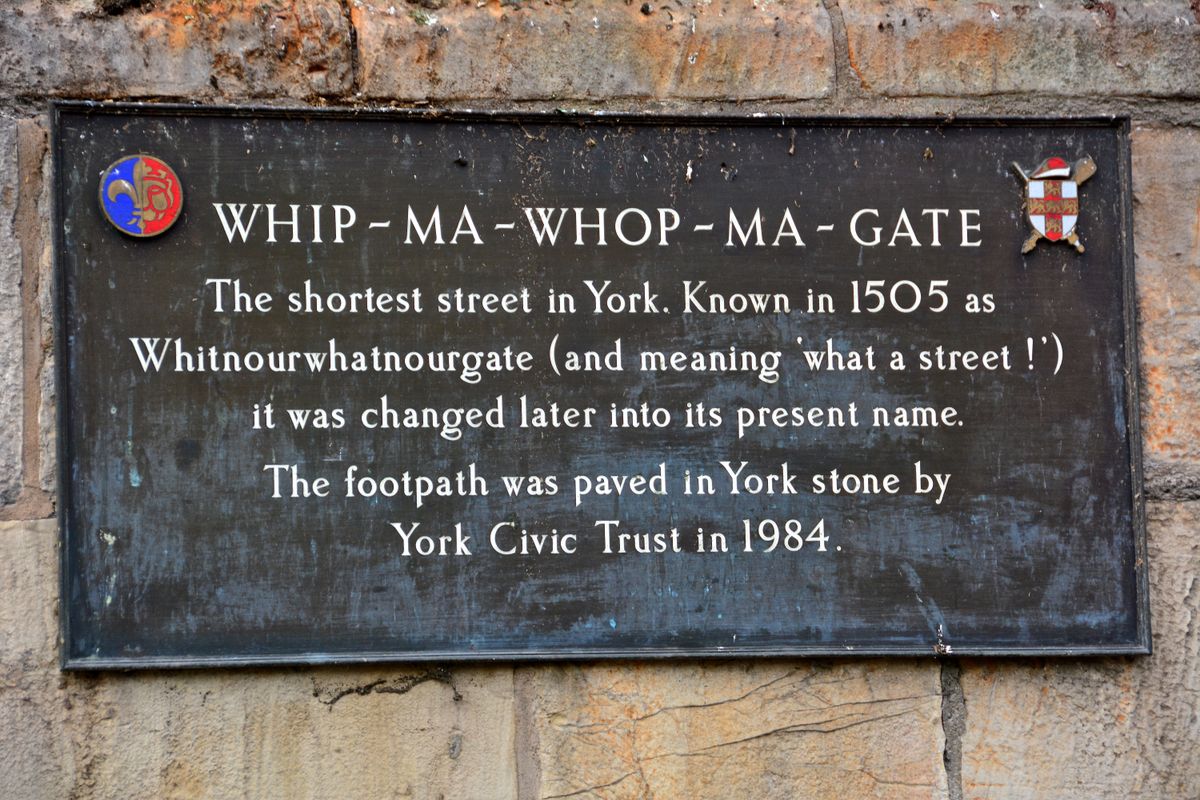 WHIP-MA-WHOP-MA-GATE
The shortest street in York. Known in 1505 as
Whitnourwhatnourgate (and meaning 'what a street !')
it was changed later into its present name.
The footpath was paved in York stone by
York Civic Trust in 1984.